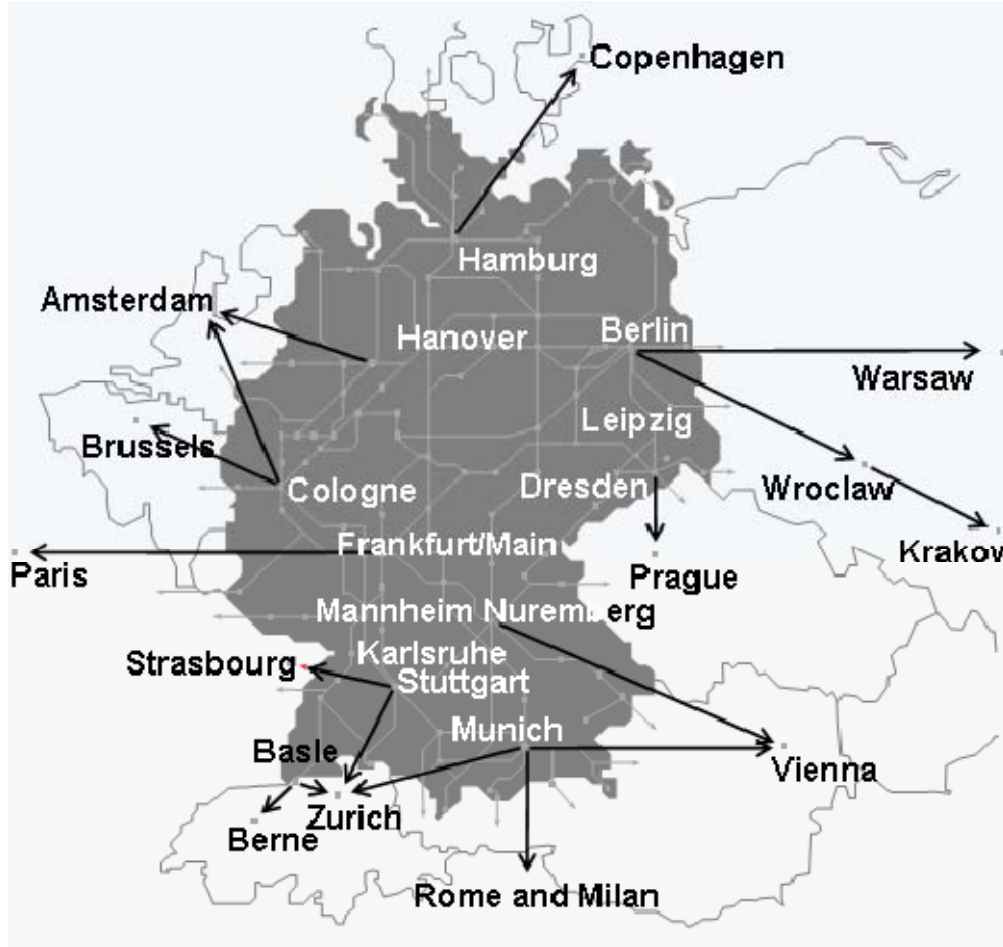 Copenhagen
Hamburg
Amsterdam
Hanover
Berlin
Warsaw
Leipzig
Brussels
Cologne
Dresden
Wroclaw
Frankfurt/Main
Krakow
Paris
Prague
Mannheim Nuremberg
Karlsruhe
Strasbourg
Stuttgart
Munich
Basle
Vienna
Zurich
Berne
Rome and Milan